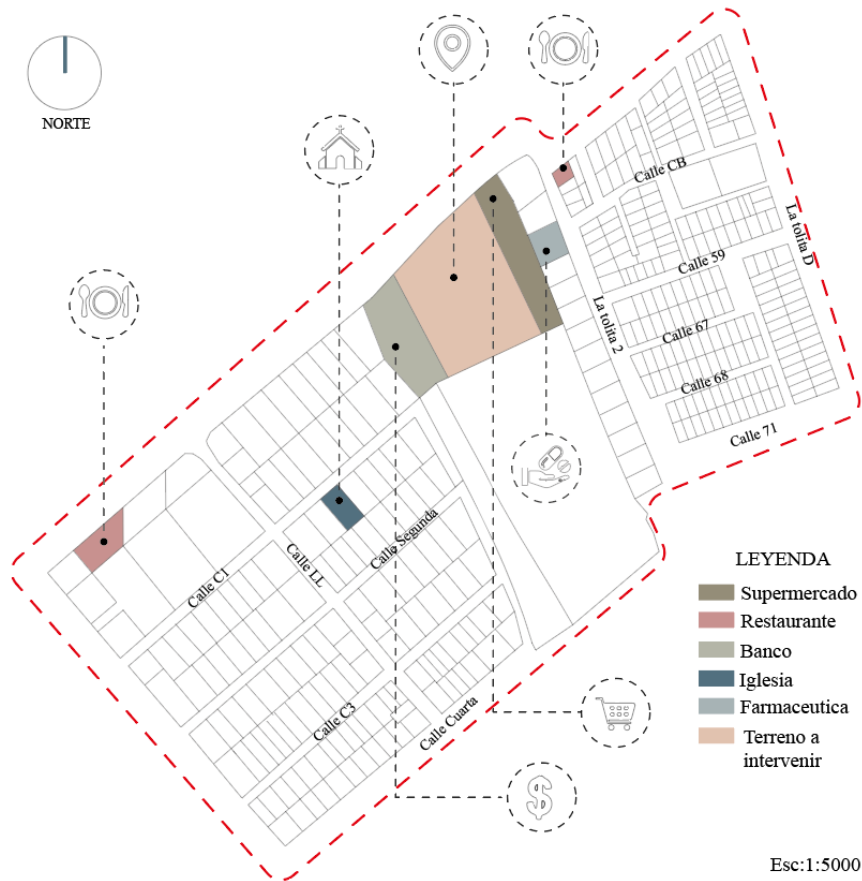 NORTE
Calle CB
La tolita D
Calle 59
La tolita 2
Calle 67
Calle 68
Calle 71
Calle Segunda
Calle LL
Calle C1
Calle C3
Calle Cuarta
$
LEYENDA
Supermercado
Restaurante
Banco
Iglesia
Farmaceutica
Terreno a
intervenir
Esc:1:5000